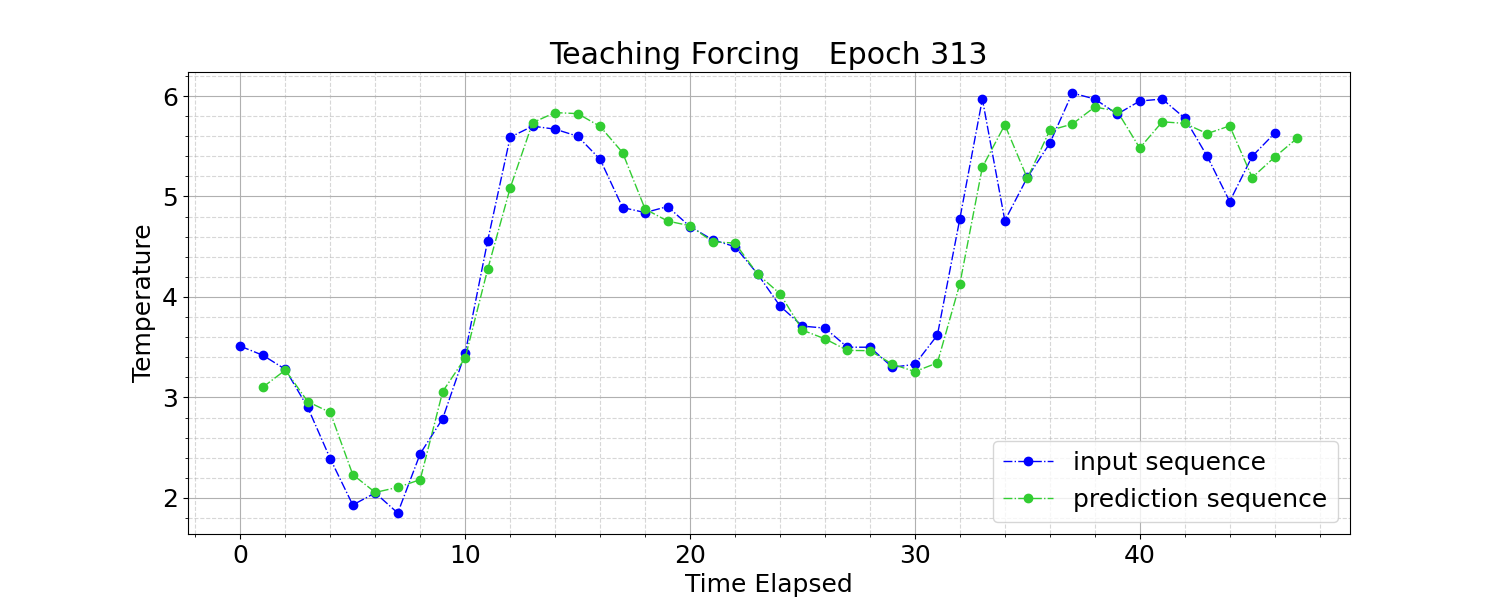 Teaching Forcing   Epoch 313
6
5
4
3
2
Temperature
input sequence
prediction sequence
0 10 20 30 40
Time Elapsed